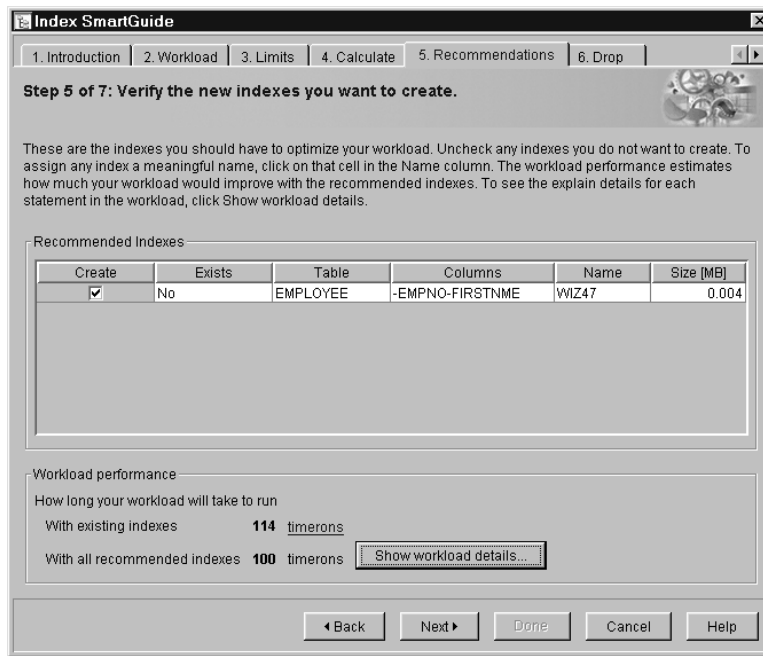 Index SmartGuide
1. Introduction 2. Workload 3. Limits 4. Calculate 5. Recommendations 6. Drop
Step 5 of 7: Verify the new indexes you want to create.
These are the indexes you should have to optimize your workload. Uncheck any indexes you do not want to create. To
assign any index a meaningful name, click on that cell in the Name column. The workload performance estimates
how much your workload would improve with the recommended indexes. To see the explain details for each
statement in the workload, click Show workload details.
Recommended Indexes
Create Exists Table Columns Name Size [MB]
No EMPLOYEE -EMPNO-FIRSTNME WIZ47 0.004
Workload performance
How long your workload will take to run
With existing indexes 114 timerons
With all recommended indexes 100 timerons Show workload details...
Back Next Done Cancel Help